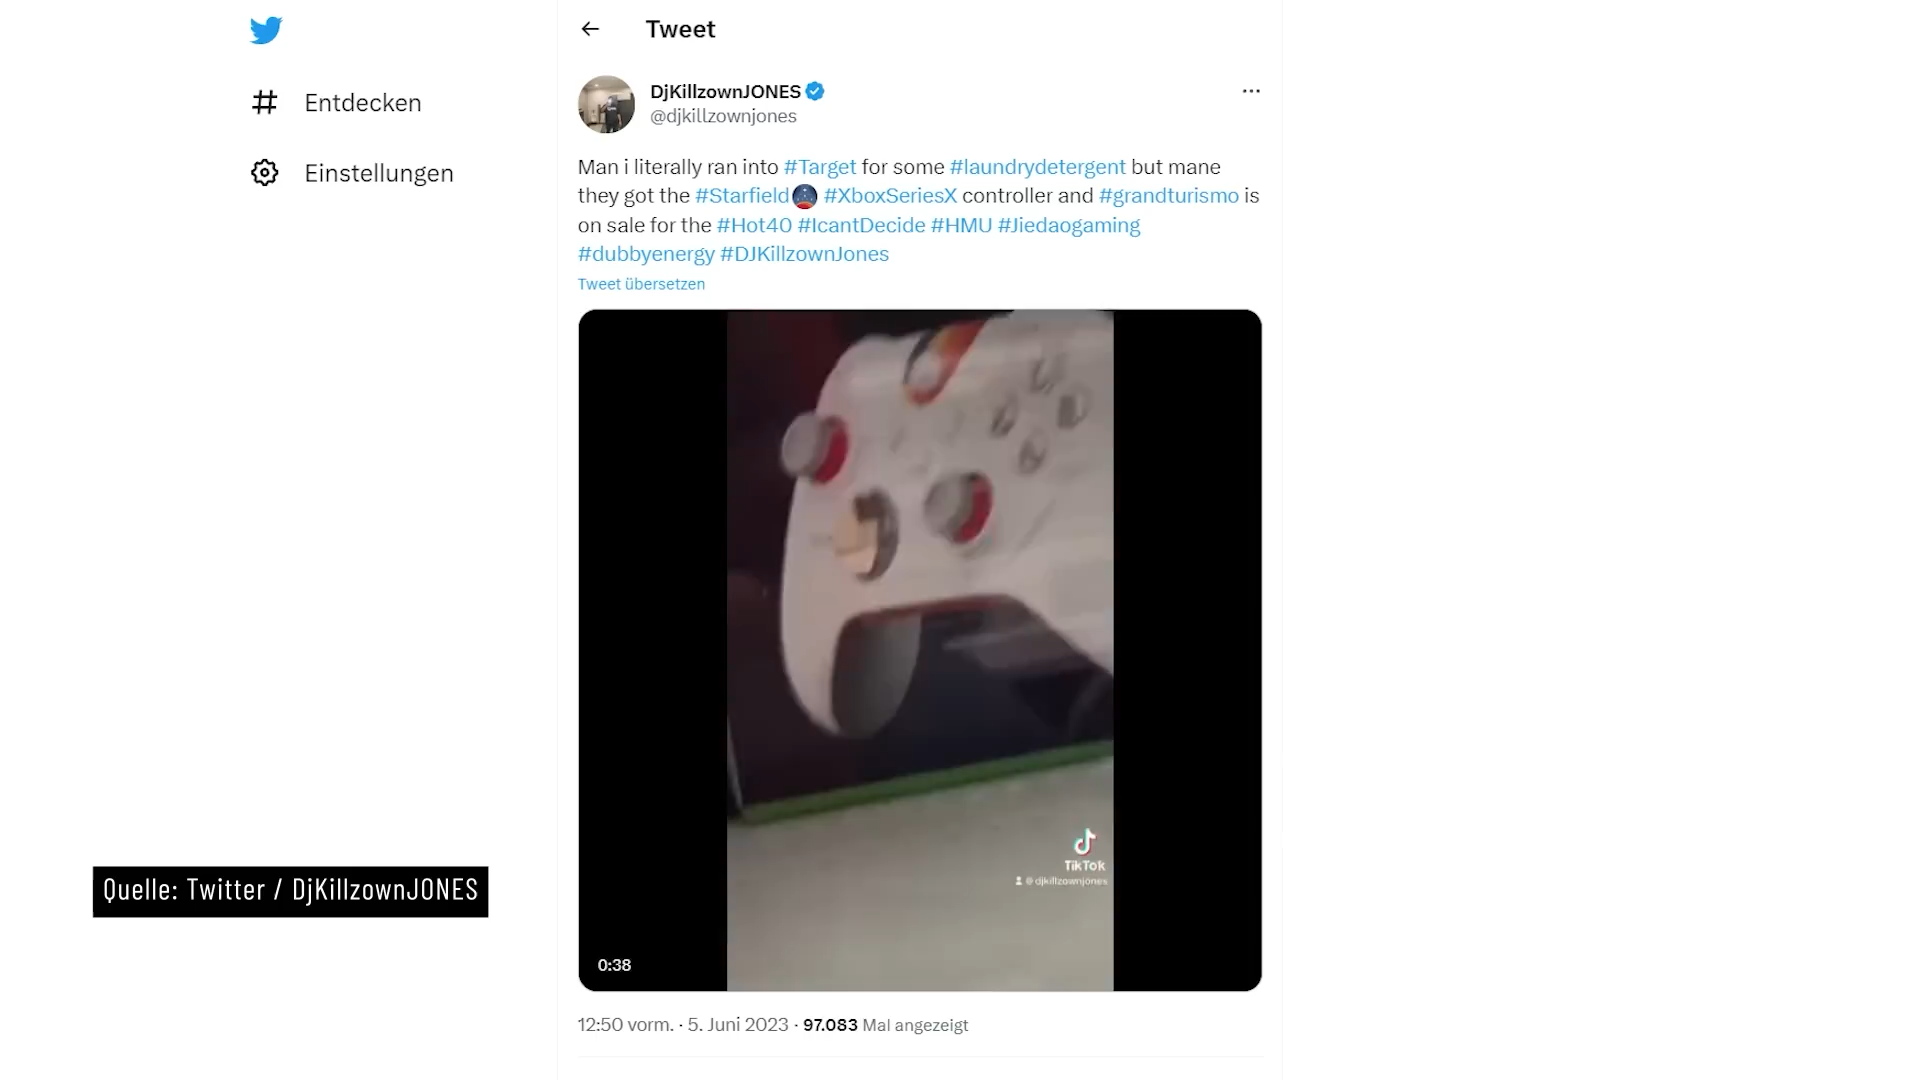 Tweet
Entdecken
Einstellungen
DjKillzownJONES
@djkillzownjones
Man i literally ran into #Target for some #laundrydetergent but mane
they got the #Starfield #XboxSeriesX controller and #grandturismo is
on sale for the #Hot40 #IcantDecide #HMU #Jiedaogaming
#dubbyenergy #DJKillzownJones
Tweet übersetzen
TikTok
@djkillzownjones
0:38
12:50 vorm. · 5. Juni 2023 · 97.083 Mal angezeigt
Quelle: Twitter / DjKillzownJONES